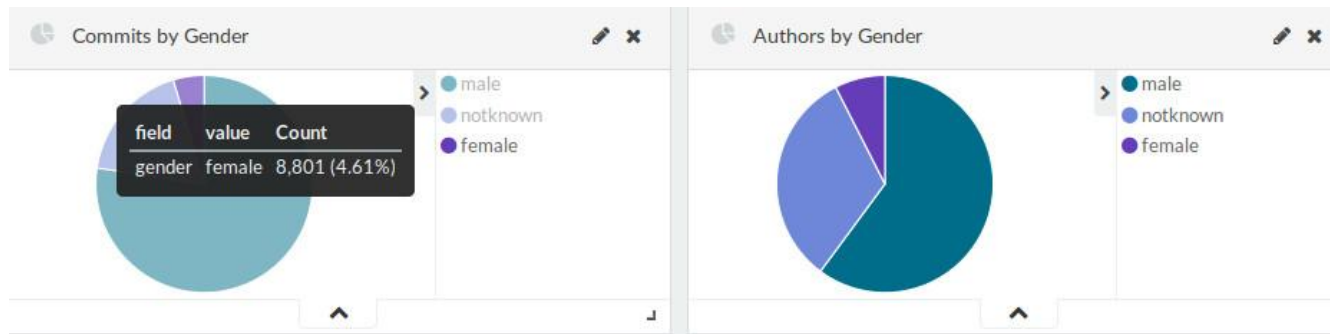 Commits by Gender
male
notknown
female
field value Count
gender female 8,801 (4.61%)
Authors by Gender
male
notknown
female